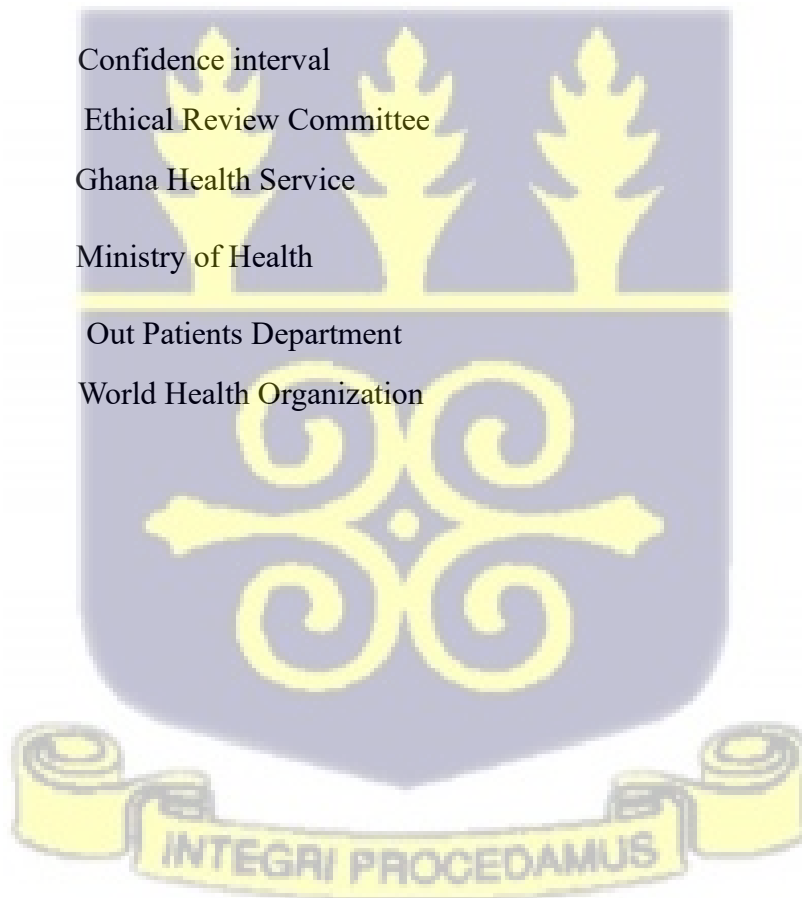 Confidence interval
Ethical Review Committee
Ghana Health Service
Ministry of Health
Out Patients Department
World Health Organization
INTEGRI PROCEDAMUS